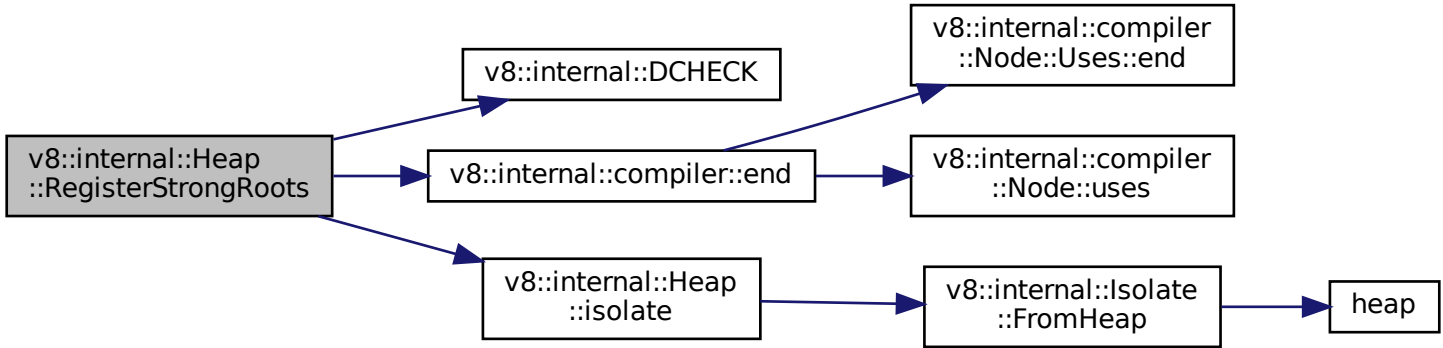 v8::internal::Heap
::RegisterStrongRoots
v8::internal::DCHECK
v8::internal::compiler::end
v8::internal::compiler
::Node::Uses::end
v8::internal::compiler
::Node::uses
v8::internal::Heap
::isolate
v8::internal::Isolate
::FromHeap
heap